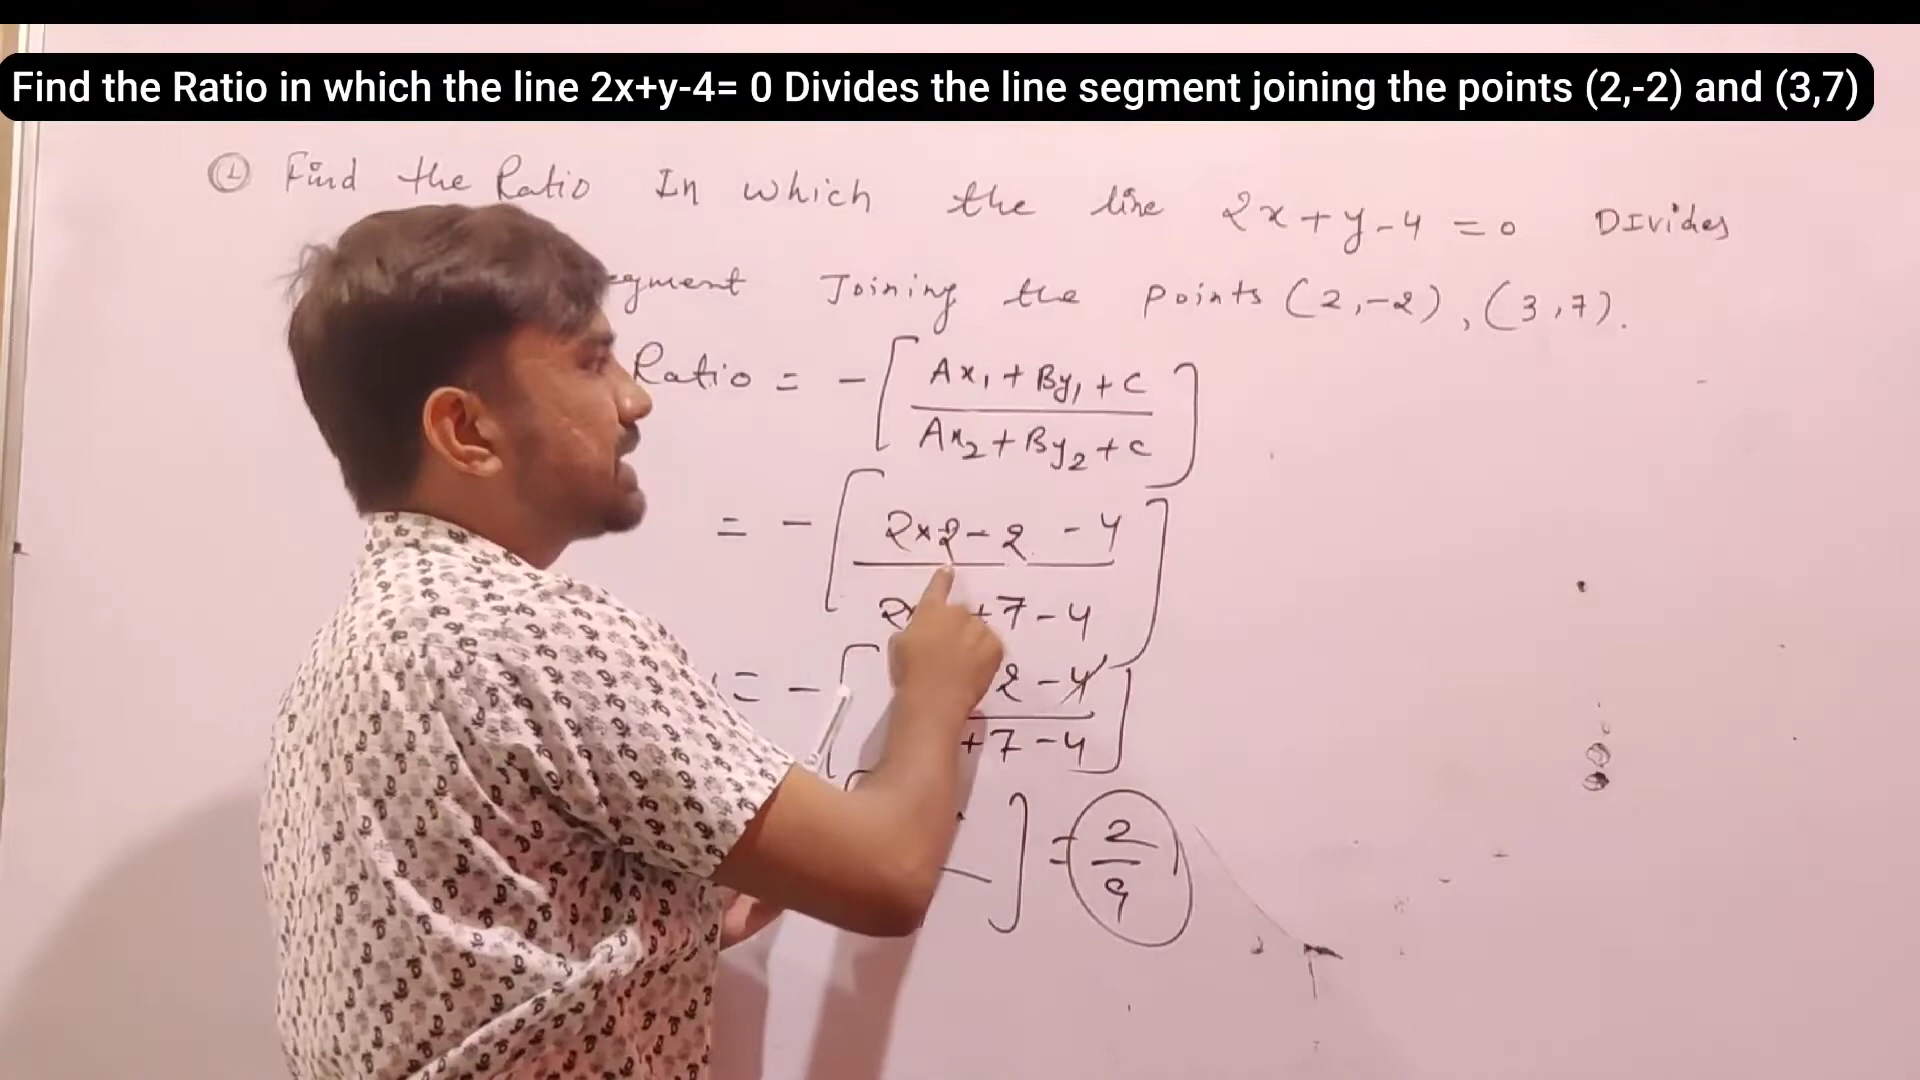 Find the Ratio in which the line 2x+y-4= 0 Divides the line segment joining the points (2,-2) and (3,7)
① Find the Ratio In which the line 2x+y-4=0 Divides
egment Joining the points (2,-2), (3,7).
Ratio = -[ Ax₁ + By₁ + C
Ax₂ + By₂ + C ]
= -[ 2×2-2 - 4
+7-4 ]
= -[ 2-4
+7-4 ]
] = 2
9